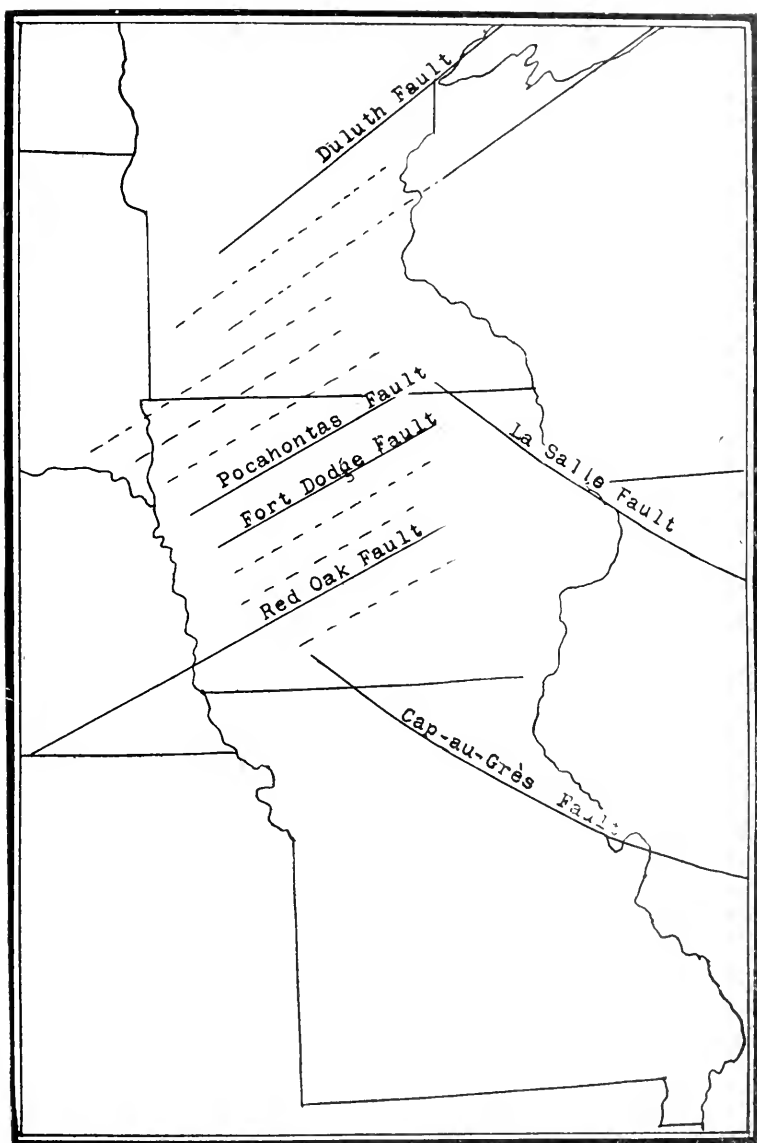 Duluth Fault
Pocahontas Fault
Fort Dodge Fault
La Salle Fault
Red Oak Fault
Cap-au-Grès Fault